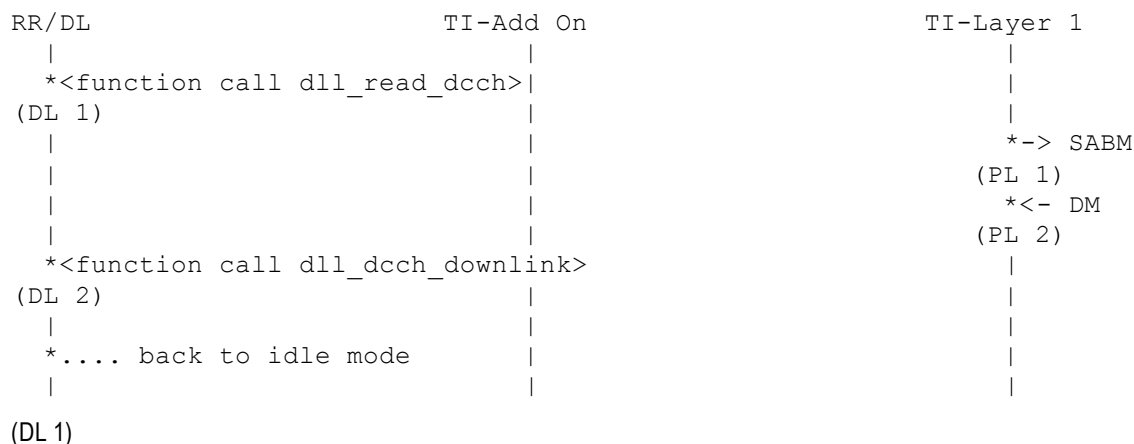 RR/DL                    TI-Add On                    TI-Layer 1
|                              |                              |
*<function call dll_read_dcch>|                              |
(DL 1)                         |                              |
|                              |                              *-> SABM
|                              |                            (PL 1)
|                              |                              *<- DM
|                              |                            (PL 2)
*<function call dll_dcch_downlink>                              |
(DL 2)                         |                              |
|                              |                              |
*.... back to idle mode        |                              |
|                              |                              |
(DL 1)